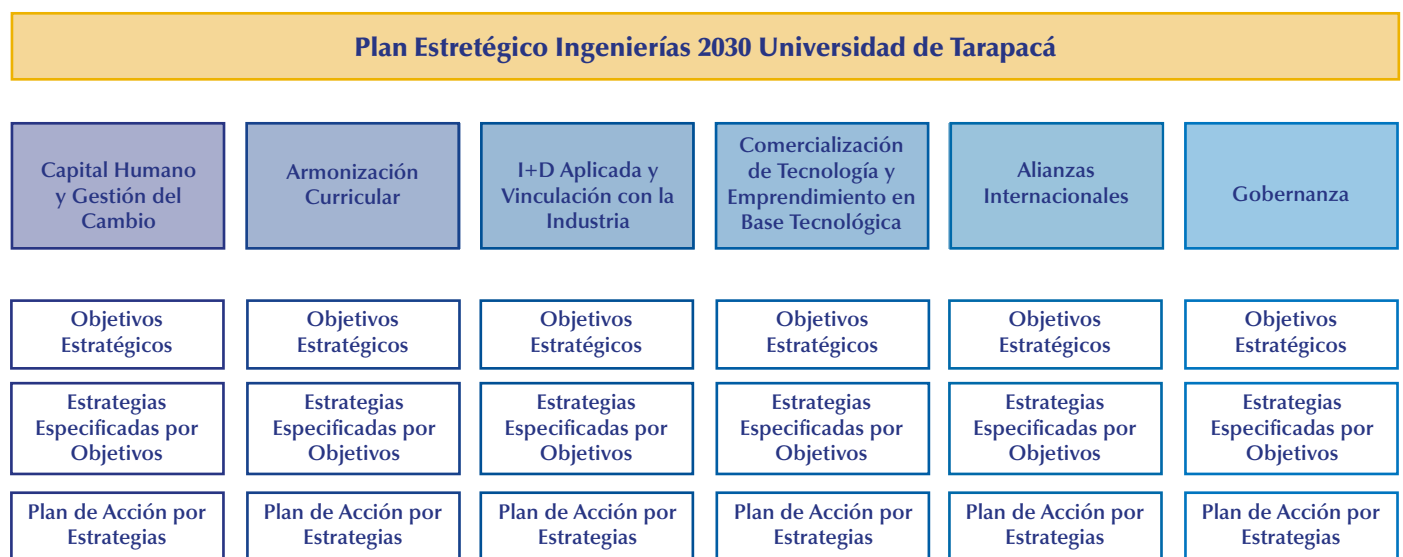 Plan Estretégico Ingenierías 2030 Universidad de Tarapacá
Capital Humano
y Gestión del
Cambio
Armonización
Curricular
I+D Aplicada y
Vinculación con la
Industria
Comercialización
de Tecnología y
Emprendimiento en
Base Tecnológica
Alianzas
Internacionales
Gobernanza
Objetivos
Estratégicos
Objetivos
Estratégicos
Objetivos
Estratégicos
Objetivos
Estratégicos
Objetivos
Estratégicos
Objetivos
Estratégicos
Estrategias
Especificadas por
Objetivos
Estrategias
Especificadas por
Objetivos
Estrategias
Especificadas por
Objetivos
Estrategias
Especificadas por
Objetivos
Estrategias
Especificadas por
Objetivos
Estrategias
Especificadas por
Objetivos
Plan de Acción por
Estrategias
Plan de Acción por
Estrategias
Plan de Acción por
Estrategias
Plan de Acción por
Estrategias
Plan de Acción por
Estrategias
Plan de Acción por
Estrategias